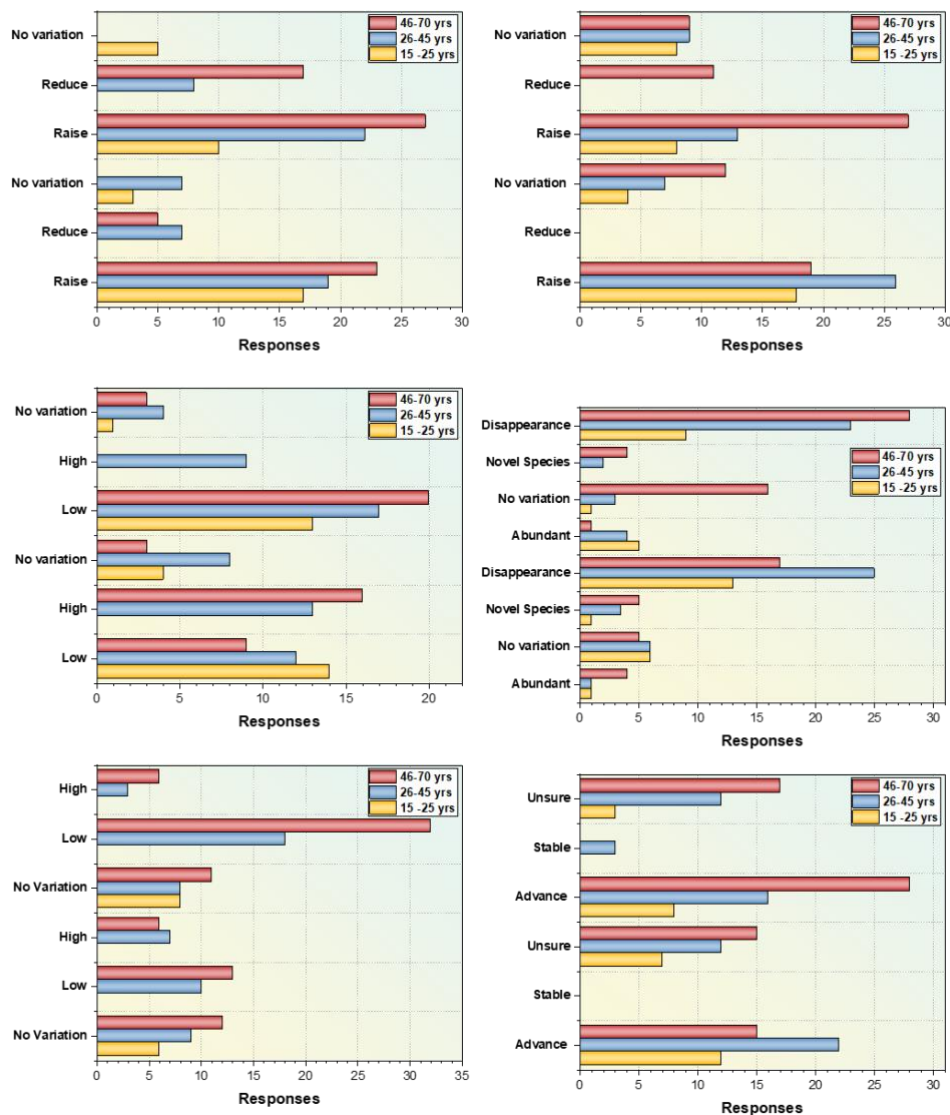 No variation
Reduce
Raise
No variation
Reduce
Raise
46-70 yrs
26-45 yrs
15 -25 yrs
0 5 10 15 20 25 30
Responses
No variation
Reduce
Raise
No variation
Reduce
Raise
46-70 yrs
26-45 yrs
15 -25 yrs
0 5 10 15 20 25 30
Responses
No variation
High
Low
No variation
High
Low
46-70 yrs
26-45 yrs
15 -25 yrs
0 5 10 15 20
Responses
Disappearance
Novel Species
No variation
Abundant
Disappearance
Novel Species
No variation
Abundant
46-70 yrs
26-45 yrs
15 -25 yrs
0 5 10 15 20 25 30
Responses
High
Low
No Variation
High
Low
No Variation
46-70 yrs
26-45 yrs
15 -25 yrs
0 5 10 15 20 25 30 35
Responses
Unsure
Stable
Advance
Unsure
Stable
Advance
46-70 yrs
26-45 yrs
15 -25 yrs
0 5 10 15 20 25 30
Responses